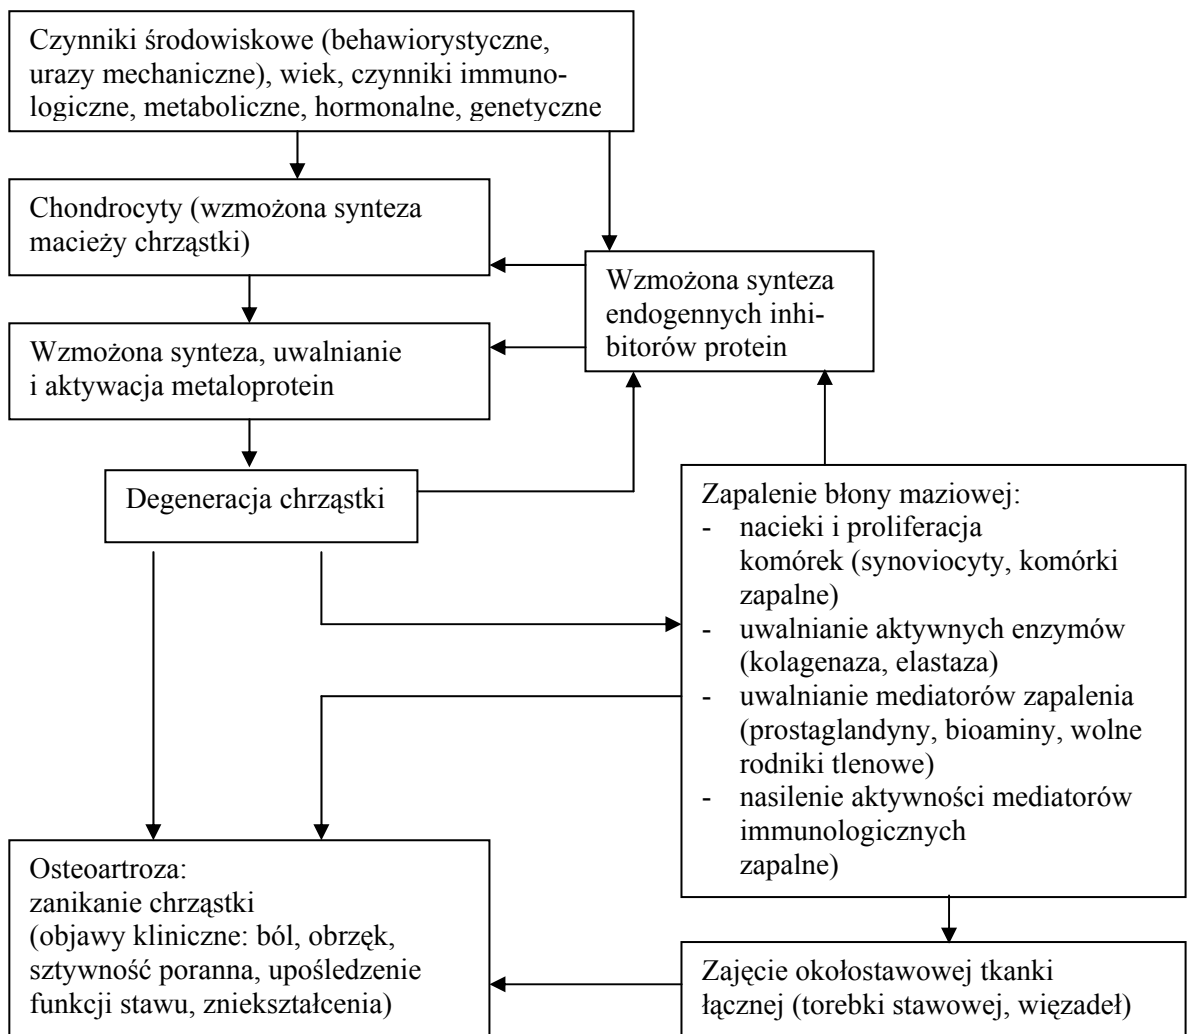 Czynniki środowiskowe (behawiorystyczne,
urazy mechaniczne), wiek, czynniki immuno-
logiczne, metaboliczne, hormonalne, genetyczne
Chondrocyty (wzmożona synteza
macieży chrząstki)
Wzmożona synteza
endogennych inhi-
bitorów protein
Wzmożona synteza, uwalnianie
i aktywacja metaloprotein
Degeneracja chrząstki
Zapalenie błony maziowej:
- nacieki i proliferacja
komórek (synoviocyty, komórki
zapalne)
- uwalnianie aktywnych enzymów
(kolagenaza, elastaza)
- uwalnianie mediatorów zapalenia
(prostaglandyny, bioaminy, wolne
rodniki tlenowe)
- nasilenie aktywności mediatorów
immunologicznych
zapalne)
Osteoartroza:
zanikanie chrząstki
(objawy kliniczne: ból, obrzęk,
sztywność poranna, upośledzenie
funkcji stawu, zniekształcenia)
Zajęcie okołostawowej tkanki
łącznej (torebki stawowej, więzadeł)